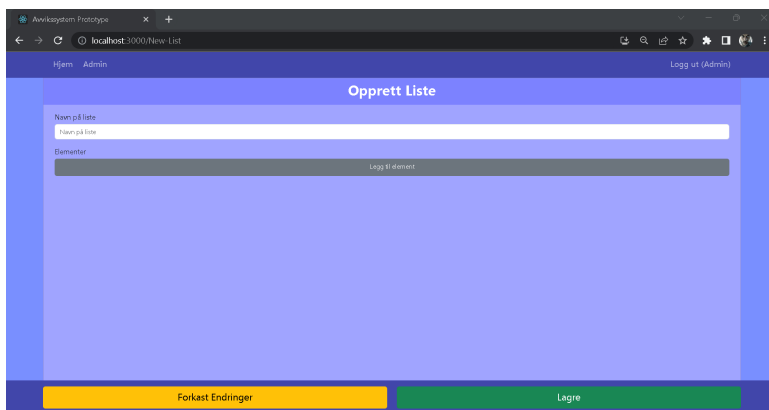 Avvikssystem Prototype
localhost:3000/New-List
Hjem Admin Logg ut (Admin)
Opprett Liste
Navn på liste
Navn på liste
Elementer
Legg til element
Forkast Endringer Lagre